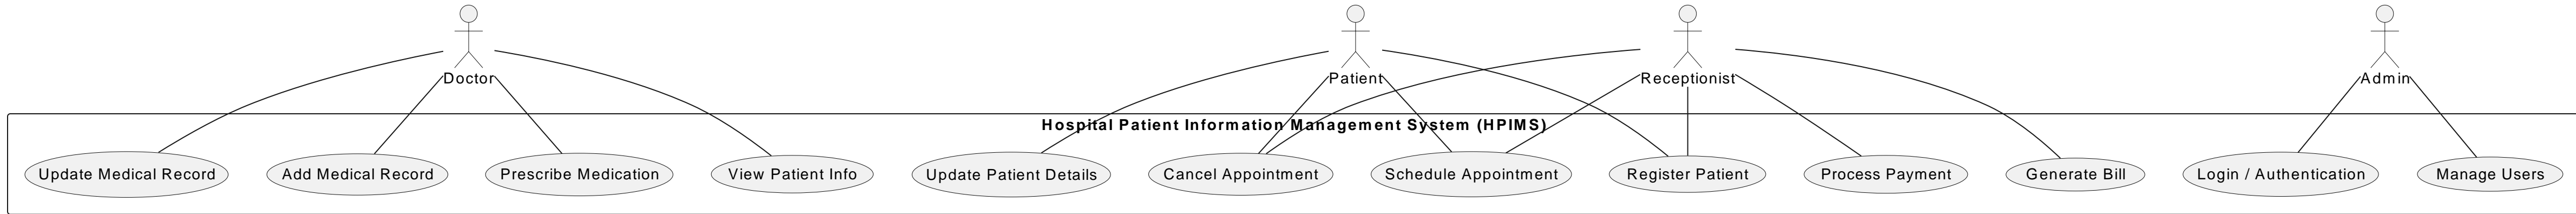 Doctor
Patient
Receptionist
Admin
Hospital Patient Information Management System (HPIMS)
Update Medical Record
Add Medical Record
Prescribe Medication
View Patient Info
Update Patient Details
Cancel Appointment
Schedule Appointment
Register Patient
Process Payment
Generate Bill
Login / Authentication
Manage Users